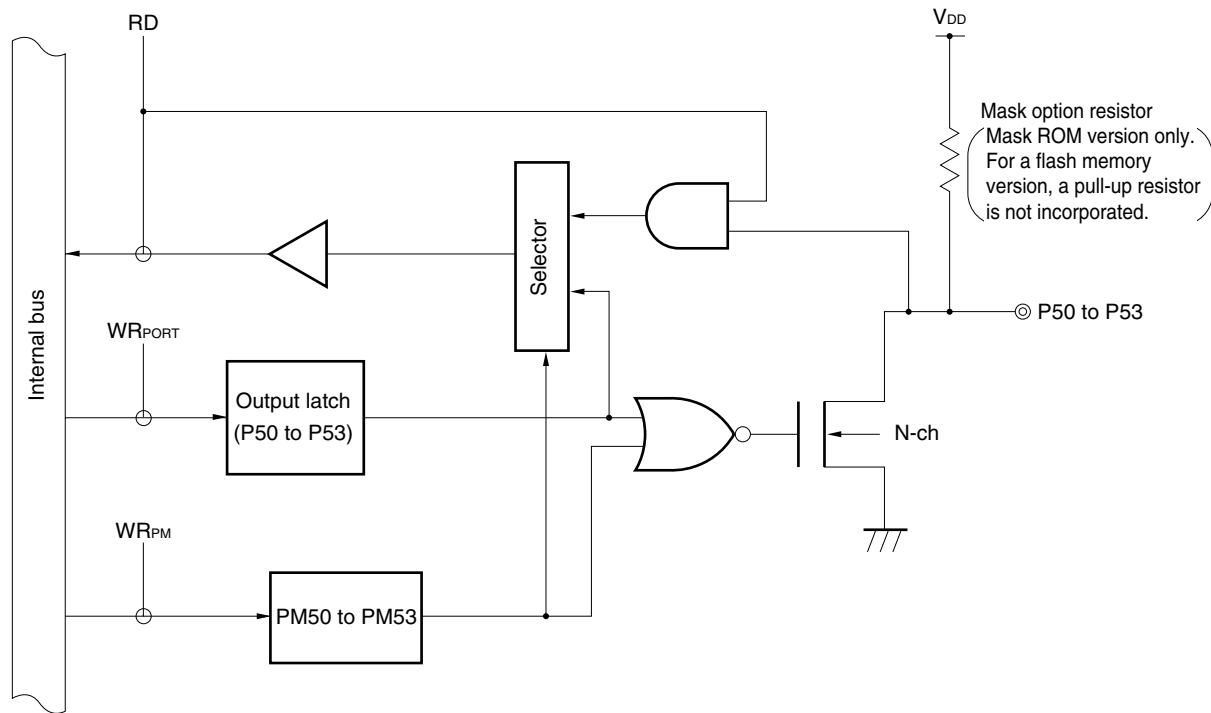 RD
VDD
Mask option resistor
(Mask ROM version only.
For a flash memory
version, a pull-up resistor
is not incorporated.)
Selector
Internal bus
P50 to P53
WRPORT
Output latch
(P50 to P53)
N-ch
WRPM
PM50 to PM53